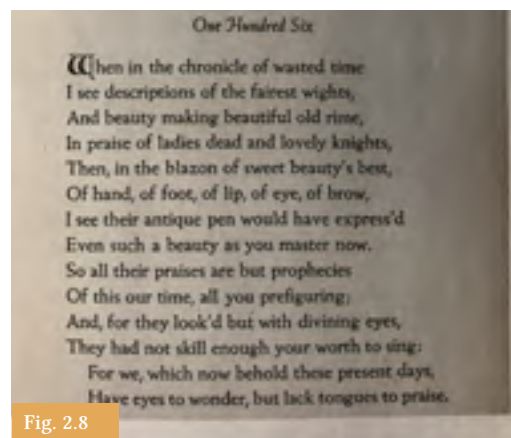 One Hundred Six
When in the chronicle of wasted time
I see descriptions of the fairest wights,
And beauty making beautiful old rime,
In praise of ladies dead and lovely knights,
Then, in the blazon of sweet beauty's best,
Of hand, of foot, of lip, of eye, of brow,
I see their antique pen would have express'd
Even such a beauty as you master now.
So all their praises are but prophecies
Of this our time, all you prefiguring;
And, for they look'd but with divining eyes,
They had not skill enough your worth to sing:
For we, which now behold these present days,
Have eyes to wonder, but lack tongues to praise.
Fig. 2.8